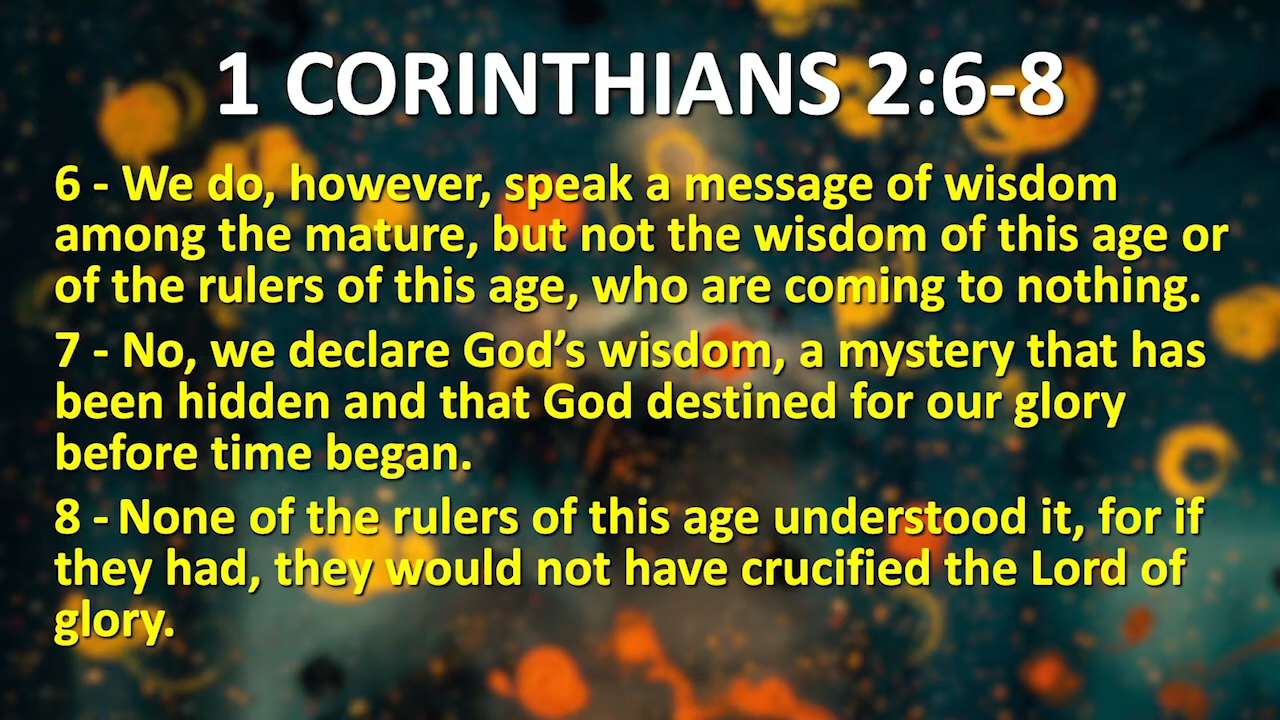 1 CORINTHIANS 2:6-8
6 - We do, however, speak a message of wisdom
among the mature, but not the wisdom of this age or
of the rulers of this age, who are coming to nothing.
7 - No, we declare God’s wisdom, a mystery that has
been hidden and that God destined for our glory
before time began.
8 - None of the rulers of this age understood it, for if
they had, they would not have crucified the Lord of
glory.